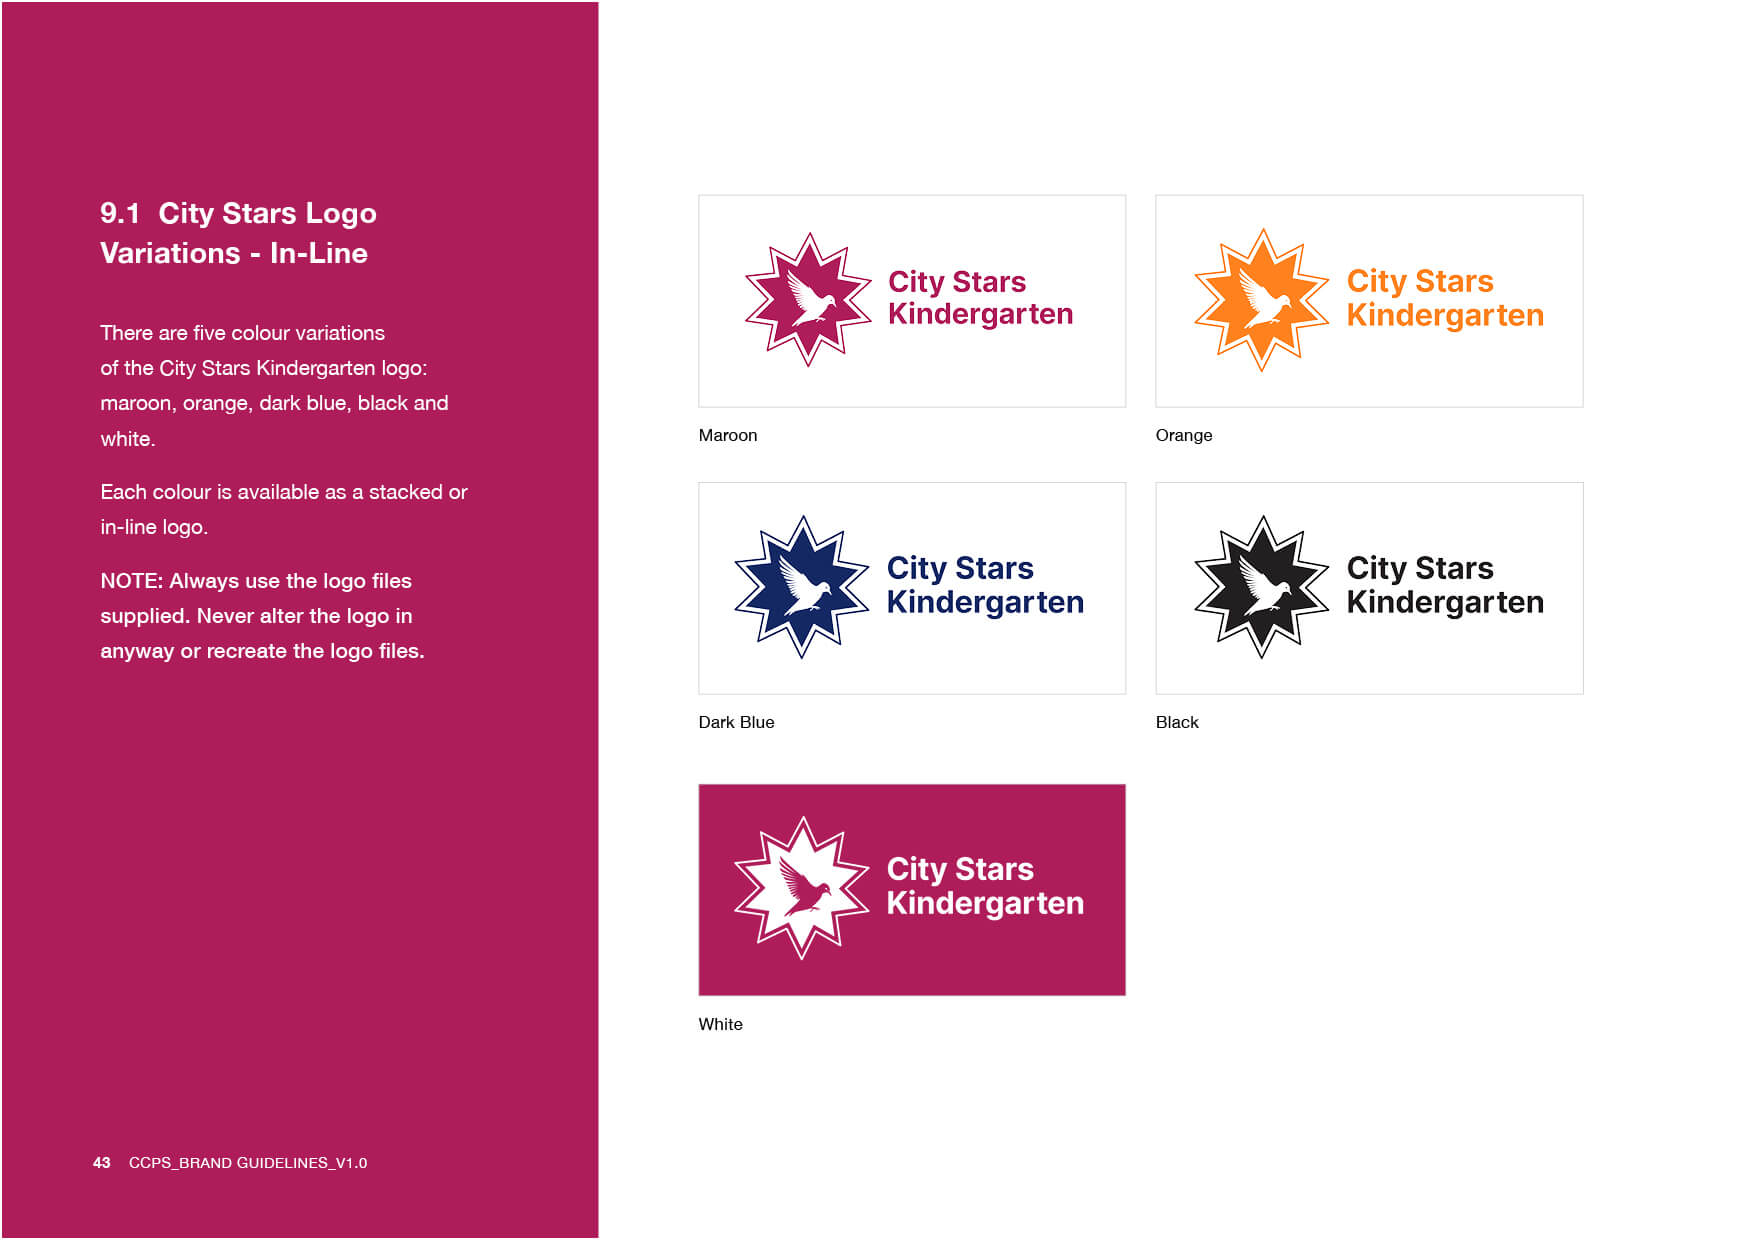 9.1  City Stars Logo
Variations - In-Line
There are five colour variations
of the City Stars Kindergarten logo:
maroon, orange, dark blue, black and
white.
Each colour is available as a stacked or
in-line logo.
NOTE: Always use the logo files
supplied. Never alter the logo in
anyway or recreate the logo files.
43 CCPS_BRAND GUIDELINES_V1.0
City Stars
Kindergarten
Maroon
City Stars
Kindergarten
Orange
City Stars
Kindergarten
Dark Blue
City Stars
Kindergarten
Black
City Stars
Kindergarten
White